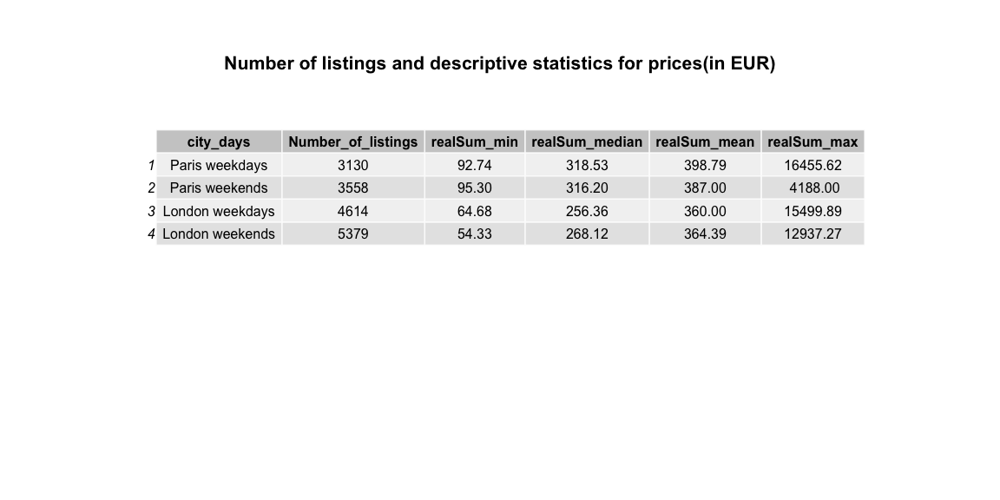 Number of listings and descriptive statistics for prices(in EUR)
city_days Number_of_listings realSum_min realSum_median realSum_mean realSum_max
1 Paris weekdays 3130 92.74 318.53 398.79 16455.62
2 Paris weekends 3558 95.30 316.20 387.00 4188.00
3 London weekdays 4614 64.68 256.36 360.00 15499.89
4 London weekends 5379 54.33 268.12 364.39 12937.27